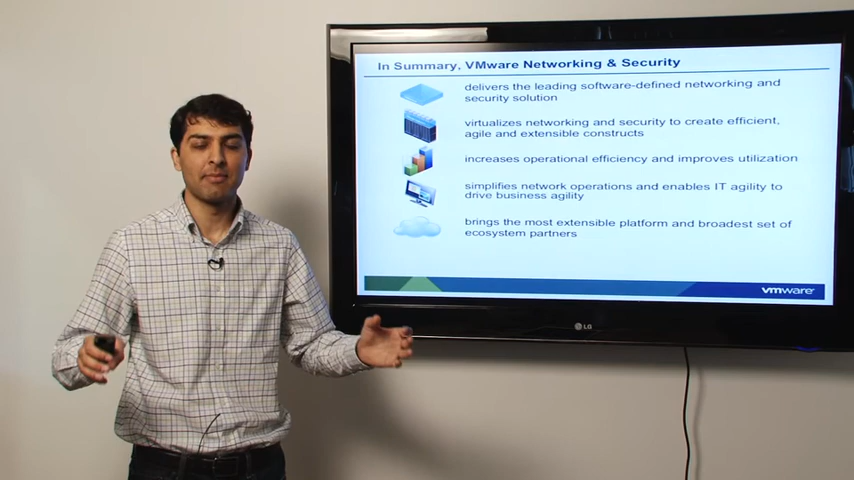 In Summary, VMware Networking & Security
delivers the leading software-defined networking and
security solution
virtualizes networking and security to create efficient,
agile and extensible constructs
increases operational efficiency and improves utilization
simplifies network operations and enables IT agility to
drive business agility
brings the most extensible platform and broadest set of
ecosystem partners
vmware
LG